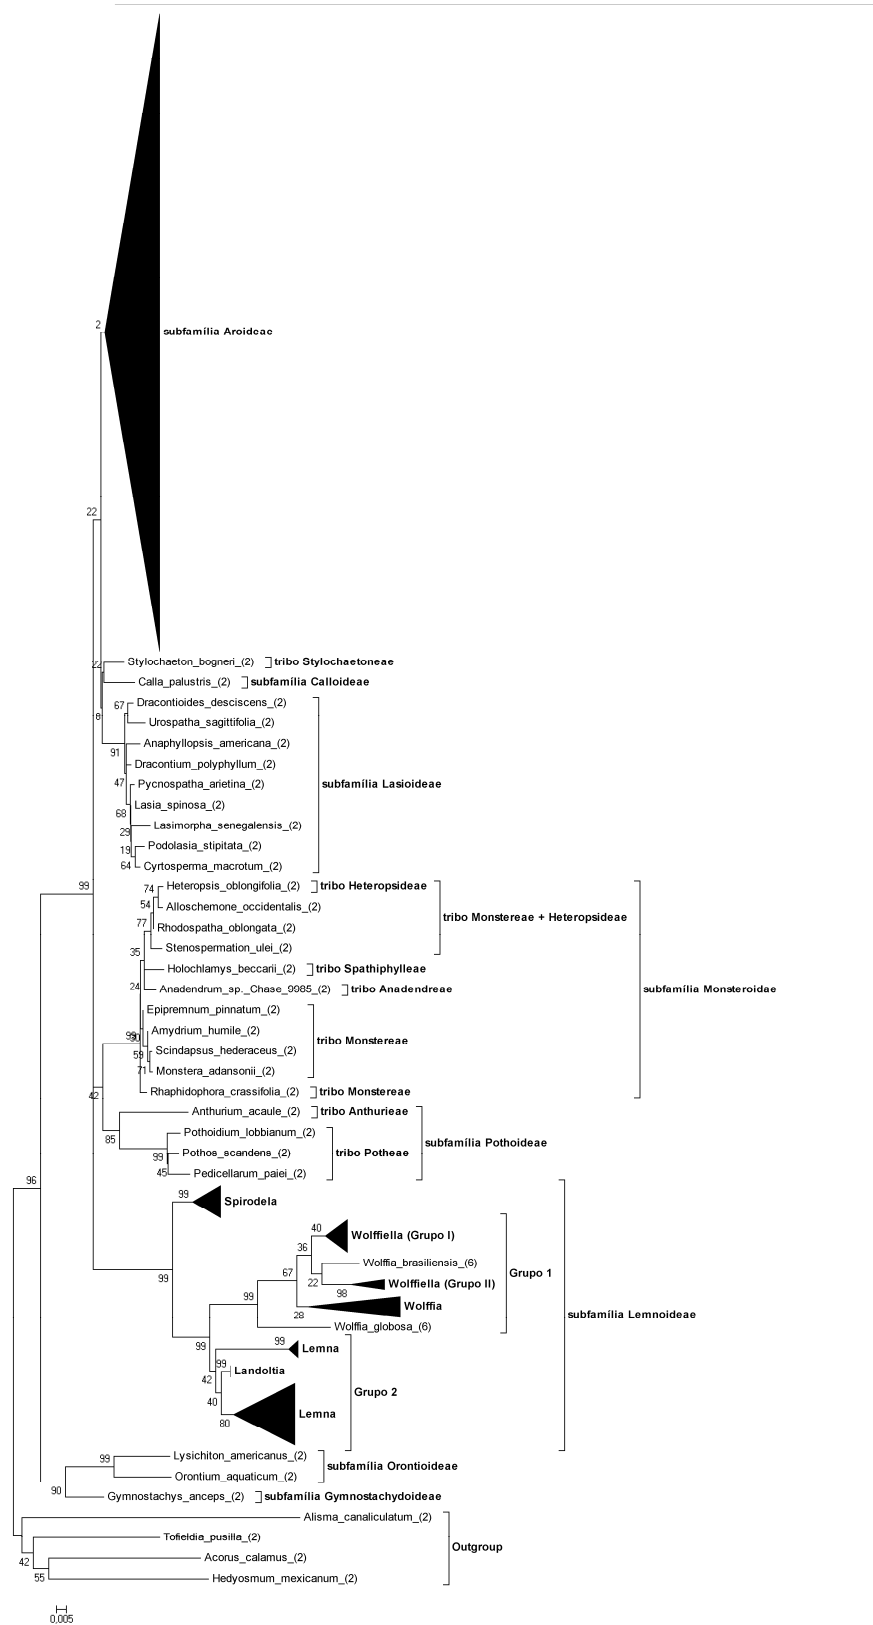 2
subfamília Aroideae
22
22
Stylochaeton_bogneri_(2) tribo Stylochaetoneae
Calla_palustris_(2) subfamília Calloideae
8
67
Dracontioides_desciscens_(2)
Urospatha_sagittifolia_(2)
91
Anaphyllopsis_americana_(2)
Dracontium_polyphyllum_(2)
47
Pycnospatha_arietina_(2)
subfamília Lasioideae
68
Lasia_spinosa_(2)
29
Lasimorpha_senegalensis_(2)
19
Podolasia_stipitata_(2)
64
Cyrtosperma_macrotum_(2)
99
74
Heteropsis_oblongifolia_(2) tribo Heteropsideae
54
Alloschemone_occidentalis_(2)
tribo Monstereae + Heteropsideae
77
Rhodospatha_oblongata_(2)
Stenospermation_ulei_(2)
35
Holochlamys_beccarii_(2) tribo Spathiphylleae
24
Anadendrum_sp._Chase_9985_(2) tribo Anadendreae
subfamília Monsteroidae
Epipremnum_pinnatum_(2)
99
Amydrium_humile_(2)
tribo Monstereae
59
Scindapsus_hederaceus_(2)
71
Monstera_adansonii_(2)
Rhaphidophora_crassifolia_(2) tribo Monstereae
42
Anthurium_acaule_(2) tribo Anthurieae
85
Pothoidium_lobbianum_(2)
subfamília Pothoideae
99
Pothos_scandens_(2)
tribo Potheae
45
Pedicellarum_paiei_(2)
96
99
Spirodela
40
Wolffiella (Grupo I)
36
Wolffia_brasiliensis_(6)
67
22
Wolffiella (Grupo II)
98
Grupo 1
99
99
28
Wolffia
subfamília Lemnoideae
Wolffia_globosa_(6)
99
99
Lemna
99
Landoltia
42
Grupo 2
40
80
Lemna
99
Lysichiton_americanus_(2)
subfamília Orontioideae
Orontium_aquaticum_(2)
90
Gymnostachys_anceps_(2) subfamília Gymnostachydoideae
Alisma_canaliculatum_(2)
Tofieldia_pusilla_(2)
Outgroup
42
Acorus_calamus_(2)
55
Hedyosmum_mexicanum_(2)
0,005